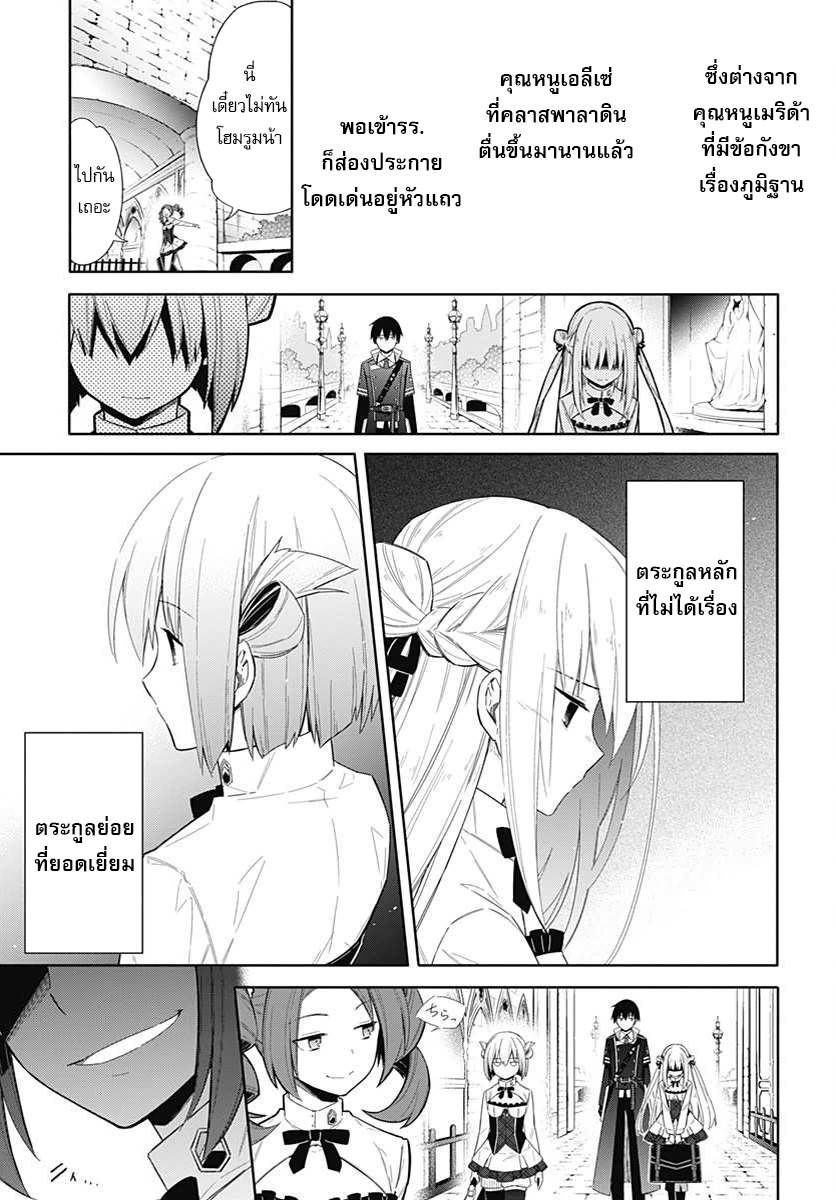 ซึ่งต่างจาก
คุณหนูเมริด้า
ที่มีข้อกังขา
เรื่องภูมิฐาน
คุณหนูเอลิเซ่
ที่คลาสพาลาดิน
ตื่นขึ้นมานานแล้ว
พอเข้ารร.
ก็ส่องประกาย
โดดเด่นอยู่หัวแถว
นี่
เดี๋ยวไม่ทัน
โฮมรูมน้า
ไปกัน
เถอะ
ตระกูลหลัก
ที่ไม่ได้เรื่อง
ตระกูลย่อย
ที่ยอดเยี่ยม
ちらっ